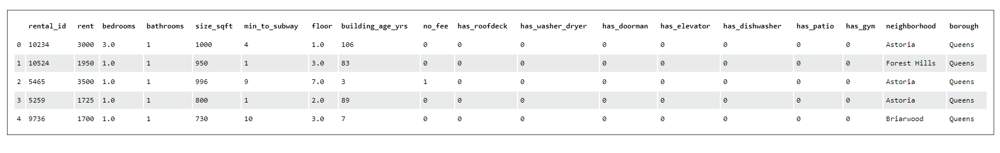 rental_id rent bedrooms bathrooms size_sqft min_to_subway floor building_age_yrs no_fee has_roofdeck has_washer_dryer has_doorman has_elevator has_dishwasher has_patio has_gym neighborhood borough
0 10234 3000 3.0 1 1000 4 1.0 106 0 0 0 0 0 0 0 0 Astoria Queens
1 10524 1950 1.0 1 950 1 3.0 83 0 0 0 0 0 0 0 0 Forest Hills Queens
2 5465 3500 1.0 1 996 9 7.0 3 1 0 0 0 0 0 0 0 Astoria Queens
3 5259 1725 1.0 1 800 1 2.0 89 0 0 0 0 0 0 0 0 Astoria Queens
4 9736 1700 1.0 1 730 10 3.0 7 0 0 0 0 0 0 0 0 Briarwood Queens